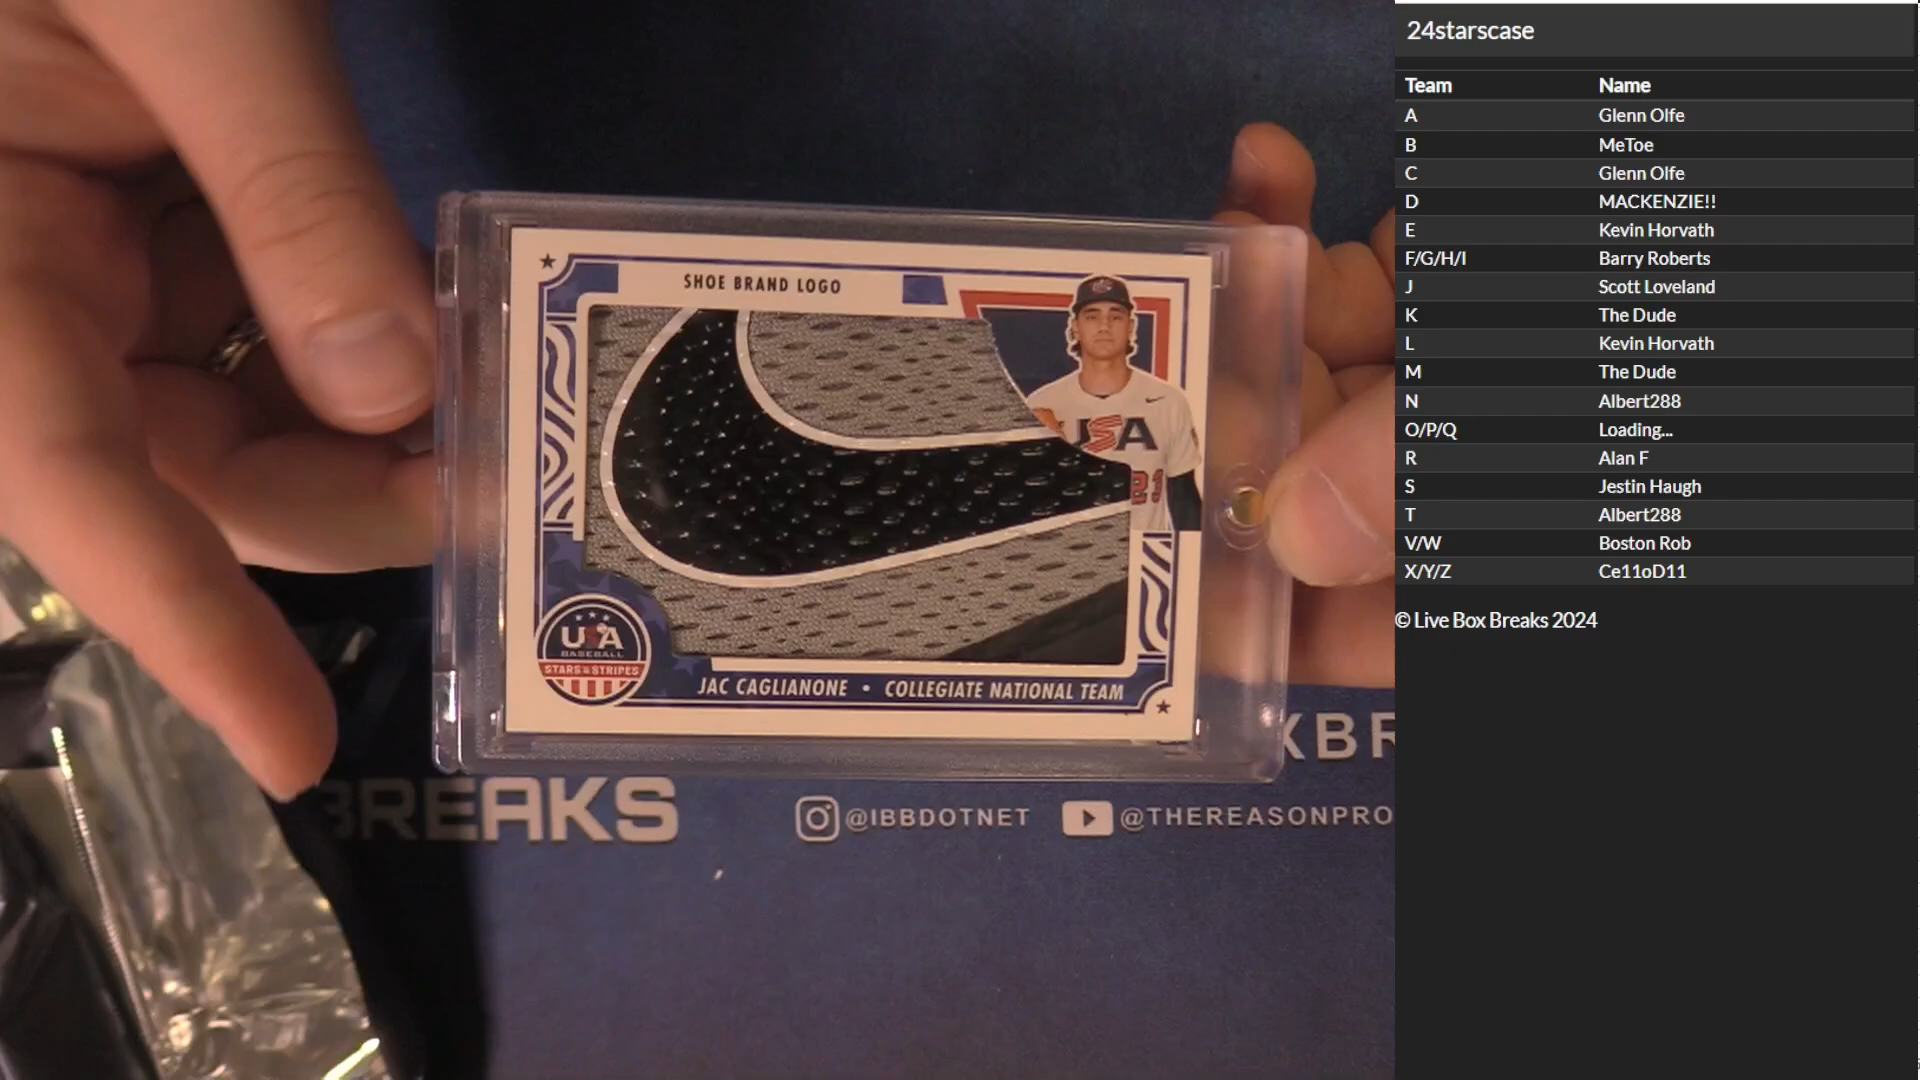 SHOE BRAND LOGO
USA
23
USA
BASEBALL
STARS & STRIPES
JAC CAGLIANONE • COLLEGIATE NATIONAL TEAM
XBR
BREAKS
@IBBDOTNET
@THEREASONPRO
24starscase
Team Name
A Glenn Olfe
B MeToe
C Glenn Olfe
D MACKENZIE!!
E Kevin Horvath
F/G/H/I Barry Roberts
J Scott Loveland
K The Dude
L Kevin Horvath
M The Dude
N Albert288
O/P/Q Loading...
R Alan F
S Jestin Haugh
T Albert288
V/W Boston Rob
X/Y/Z Ce11oD11
© Live Box Breaks 2024